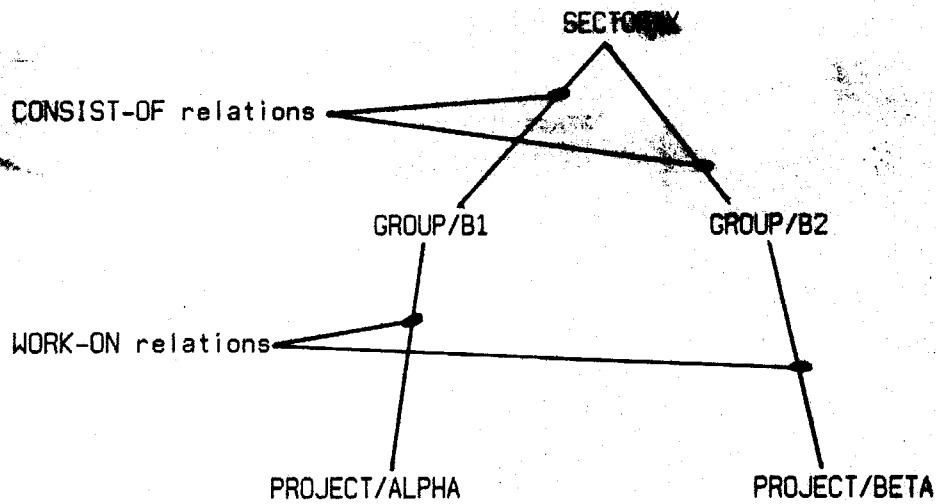 CONSIST-OF relations
GROUP/B1 GROUP/B2
WORK-ON relations
PROJECT/ALPHA PROJECT/BETA